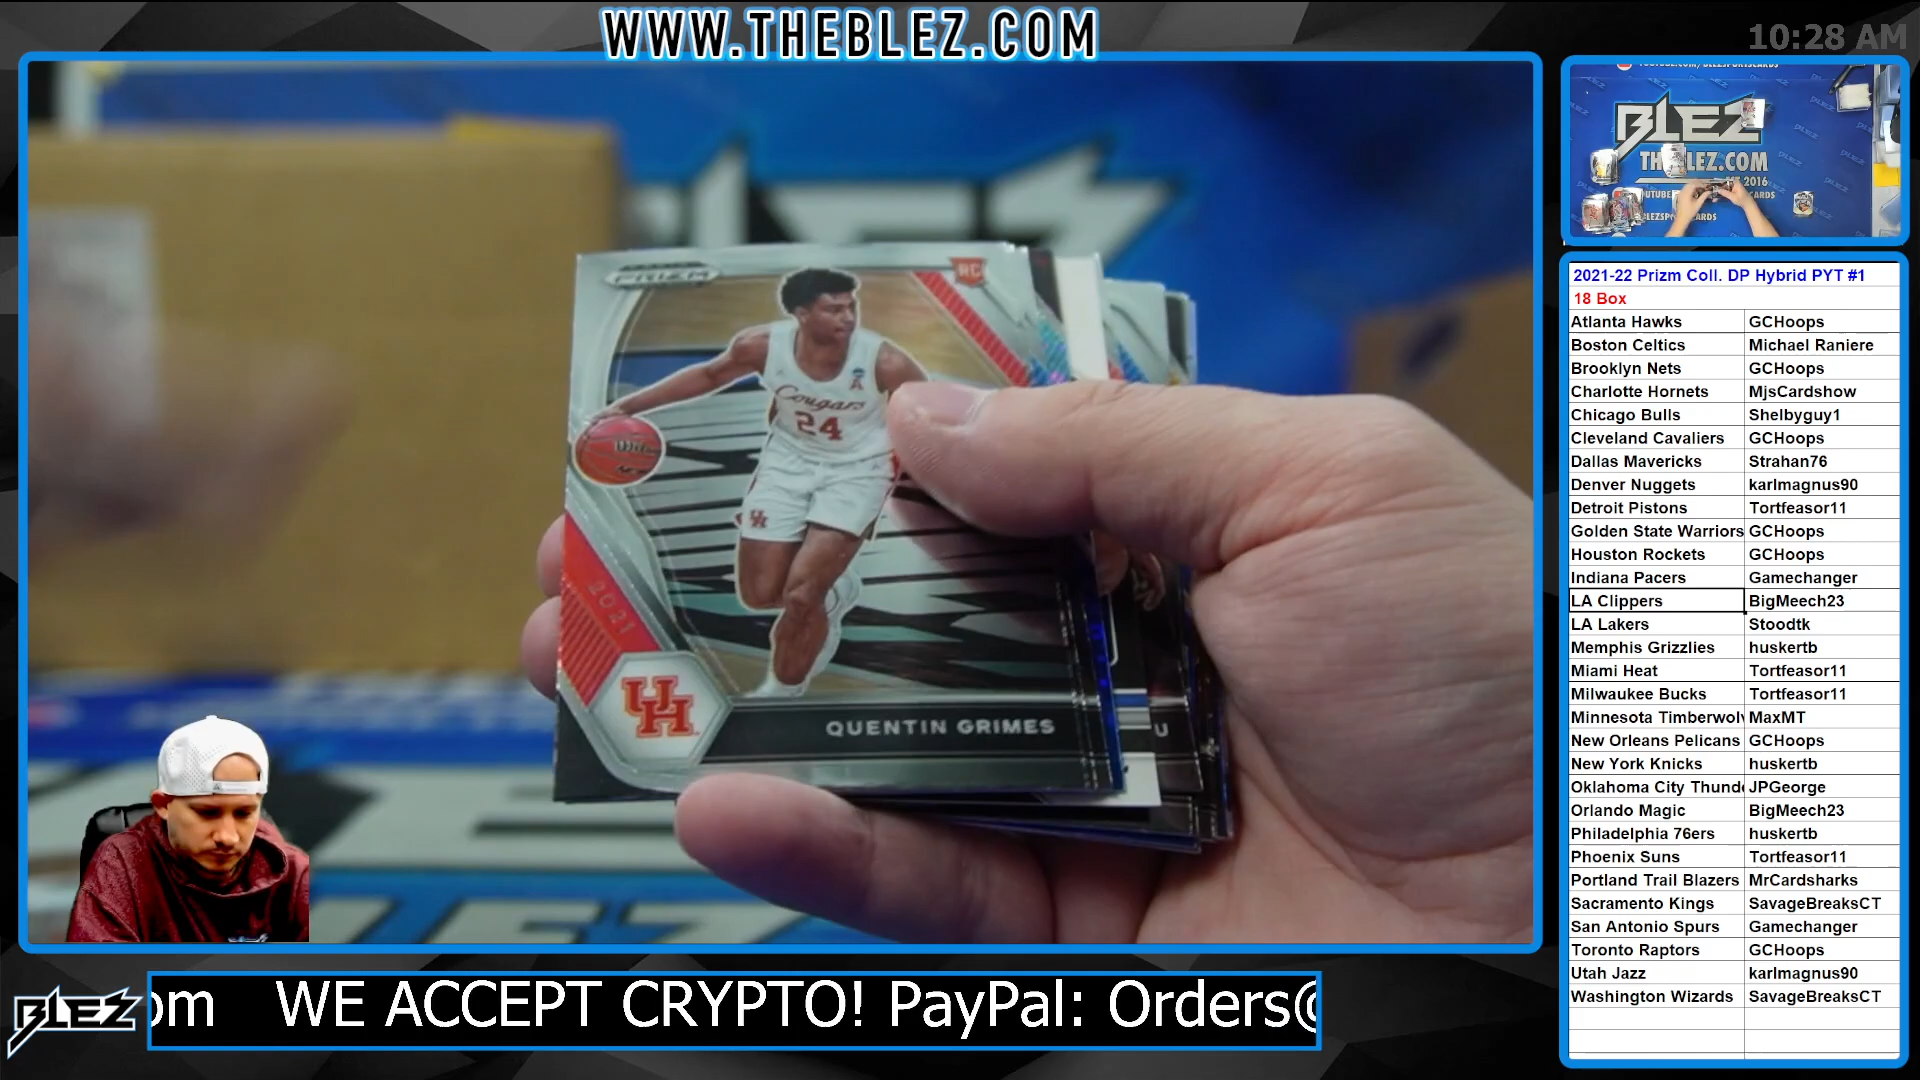 WWW.THEBLEZ.COM
10:28 AM
BLEZ
THEBLEZ.COM
2016
PRIZM
RC
Cougars
24
Wilson
UH
2021
UH
QUENTIN GRIMES
U
2021-22 Prizm Coll. DP Hybrid PYT #1
18 Box
Atlanta Hawks GCHoops
Boston Celtics Michael Raniere
Brooklyn Nets GCHoops
Charlotte Hornets MjsCardshow
Chicago Bulls Shelbyguy1
Cleveland Cavaliers GCHoops
Dallas Mavericks Strahan76
Denver Nuggets karlmagnus90
Detroit Pistons Tortfeasor11
Golden State Warriors GCHoops
Houston Rockets GCHoops
Indiana Pacers Gamechanger
LA Clippers BigMeech23
LA Lakers Stoodtk
Memphis Grizzlies huskertb
Miami Heat Tortfeasor11
Milwaukee Bucks Tortfeasor11
Minnesota Timberwolv MaxMT
New Orleans Pelicans GCHoops
New York Knicks huskertb
Oklahoma City Thunde JPGeorge
Orlando Magic BigMeech23
Philadelphia 76ers huskertb
Phoenix Suns Tortfeasor11
Portland Trail Blazers MrCardsharks
Sacramento Kings SavageBreaksCT
San Antonio Spurs Gamechanger
Toronto Raptors GCHoops
Utah Jazz karlmagnus90
Washington Wizards SavageBreaksCT
BLEZ
om WE ACCEPT CRYPTO! PayPal: Orders@